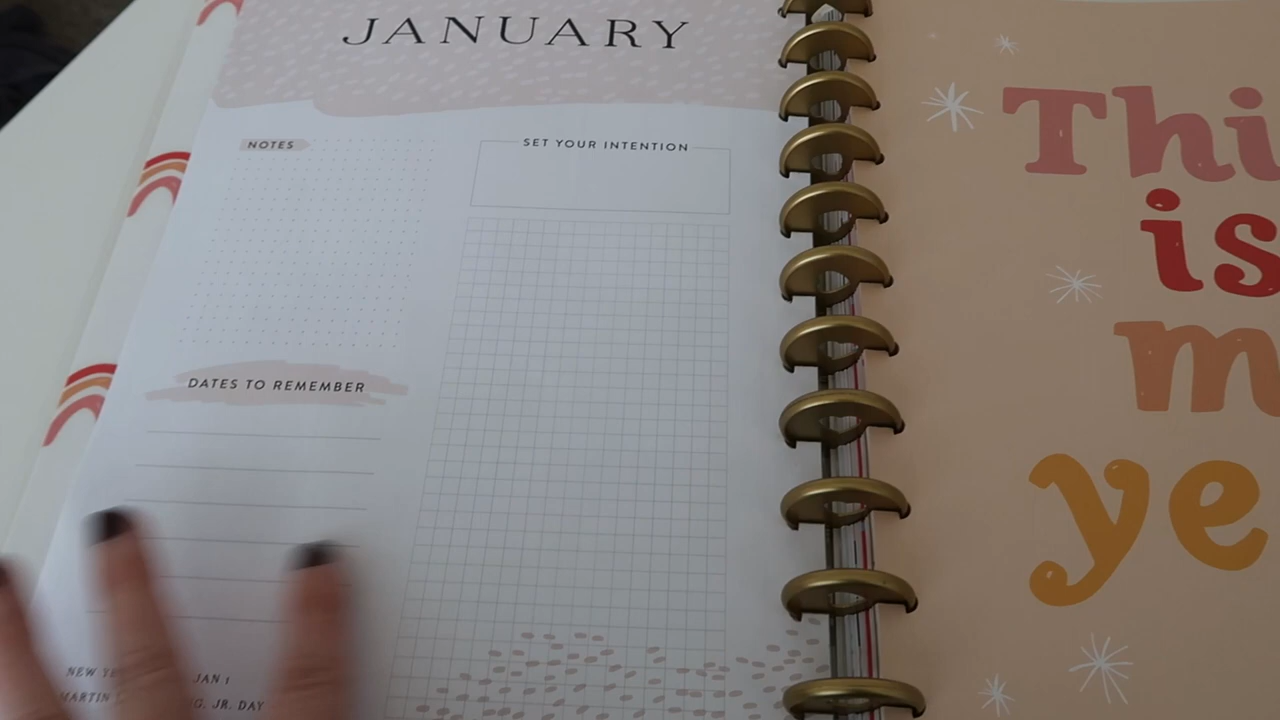 JANUARY
NOTES
SET YOUR INTENTION
DATES TO REMEMBER
NEW YE JAN 1
MARTIN G, JR. DAY
Thi
is
m
ye